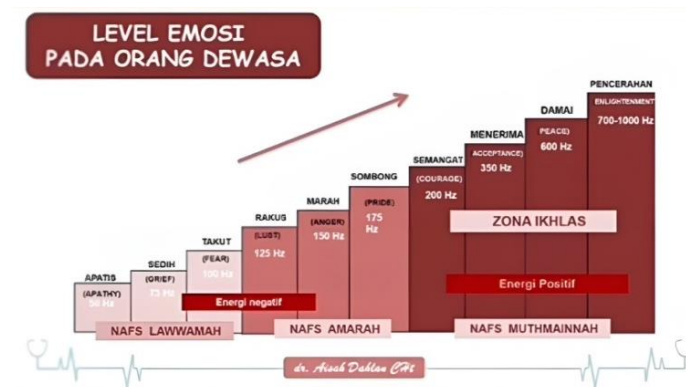 LEVEL EMOSI
PADA ORANG DEWASA
APATIS
(APATHY)
50 Hz
SEDIH
(GRIEF)
75 Hz
TAKUT
(FEAR)
100 Hz
RAKUS
(LUST)
125 Hz
MARAH
(ANGER)
150 Hz
SOMBONG
(PRIDE)
175
Hz
SEMANGAT
(COURAGE)
200 Hz
MENERIMA
ACCEPTANCE)
350 Hz
DAMAI
PEACE)
600 Hz
PENCERAHAN
ENLIGHTENMENT
700-1000 Hz
ZONA IKHLAS
Energi negatif
Energi Positif
NAFS LAWWAMAH
NAFS AMARAH
NAFS MUTHMAINNAH
dr. Aisah Dahlan CHt